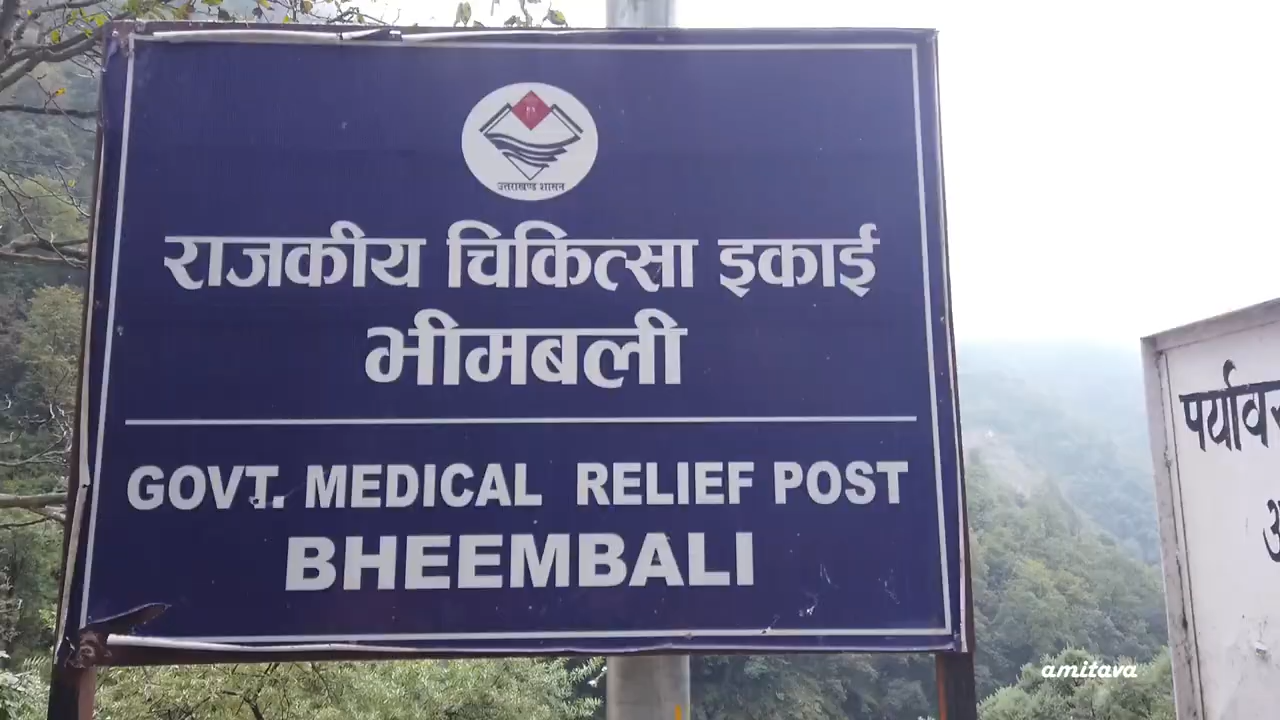 उत्तराखण्ड शासन
राजकीय चिकित्सा इकाई
भीमबली
GOVT. MEDICAL RELIEF POST
BHEEMBALI
amitava